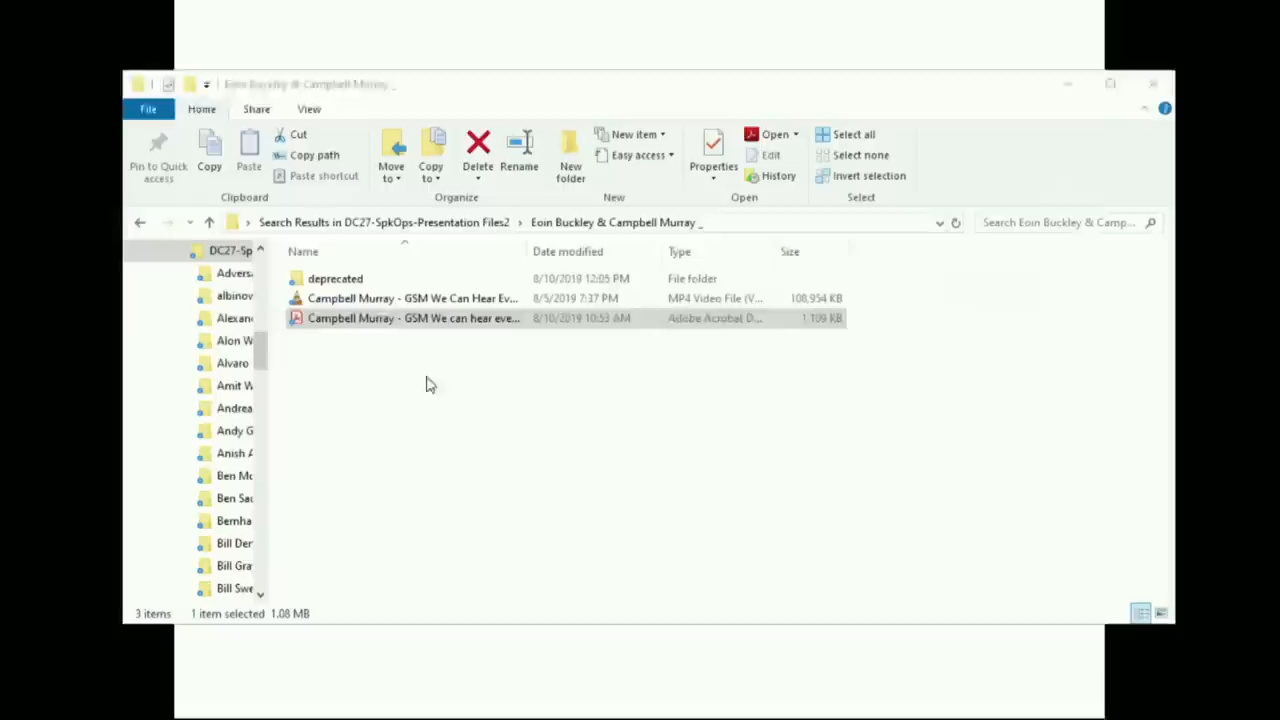 Eoin Buckley & Campbell Murray _
File Home Share View
Pin to Quick access
Copy
Paste
Cut
Copy path
Paste shortcut
Move to
Copy to
Delete
Rename
New folder
New item
Easy access
Properties
Open
Edit
History
Select all
Select none
Invert selection
Clipboard Organize New Open Select
Search Results in DC27-SpkOps-Presentation Files2 › Eoin Buckley & Campbell Murray _ Search Eoin Buckley & Camp...
Name Date modified Type Size
deprecated 8/10/2019 12:05 PM File folder
Campbell Murray - GSM We Can Hear Ev... 8/5/2019 7:37 PM MP4 Video File (V... 108,954 KB
Campbell Murray - GSM We can hear eve... 8/10/2019 10:53 AM Adobe Acrobat D... 1,109 KB
DC27-Sp
Advers
albinov
Alexan
Alon W
Alvaro
Amit W
Andrea
Andy G
Anish A
Ben Mc
Ben Sac
Bernha
Bill Der
Bill Gra
Bill Swe
3 items 1 item selected 1.08 MB